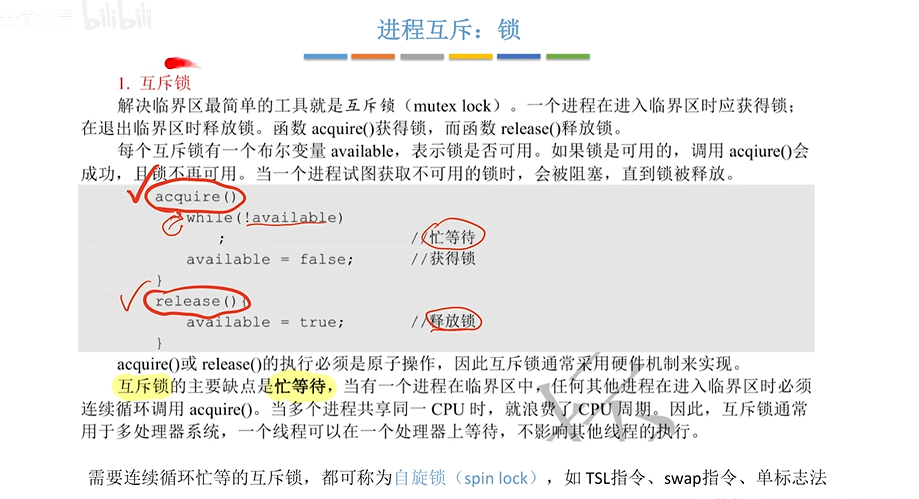 bilibili
进程互斥：锁
1. 互斥锁
解决临界区最简单的工具就是互斥锁（mutex lock）。一个进程在进入临界区时应获得锁；
在退出临界区时释放锁。函数 acquire()获得锁，而函数 release()释放锁。
每个互斥锁有一个布尔变量 available，表示锁是否可用。如果锁是可用的，调用 acqiure()会
成功，且锁不再可用。当一个进程试图获取不可用的锁时，会被阻塞，直到锁被释放。
acquire()
while(!available)
; //忙等待
available = false; //获得锁
}
release(){
available = true; //释放锁
}
acquire()或 release()的执行必须是原子操作，因此互斥锁通常采用硬件机制来实现。
互斥锁的主要缺点是忙等待，当有一个进程在临界区中，任何其他进程在进入临界区时必须
连续循环调用 acquire()。当多个进程共享同一 CPU 时，就浪费了 CPU 周期。因此，互斥锁通常
用于多处理器系统，一个线程可以在一个处理器上等待，不影响其他线程的执行。
需要连续循环忙等的互斥锁，都可称为自旋锁（spin lock），如 TSL指令、swap指令、单标志法